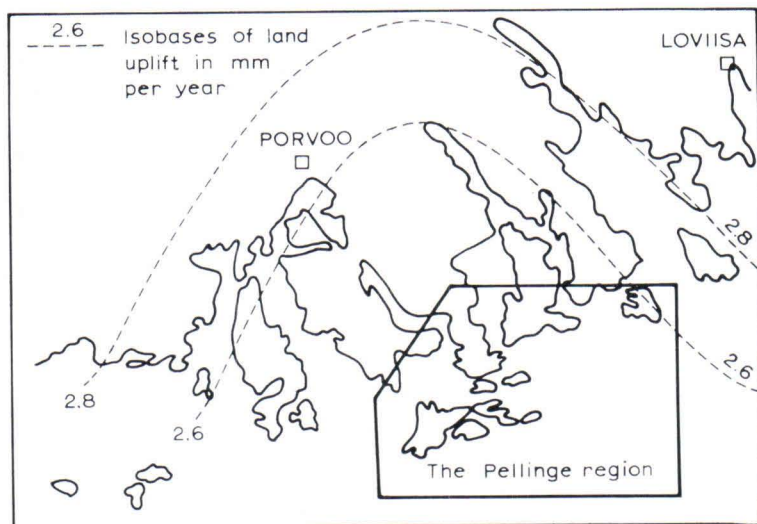 2.6
Isobases of land
uplift in mm
per year
LOVIISA
PORVOO
2.8
2.6
2.8
2.6
The Pellinge region